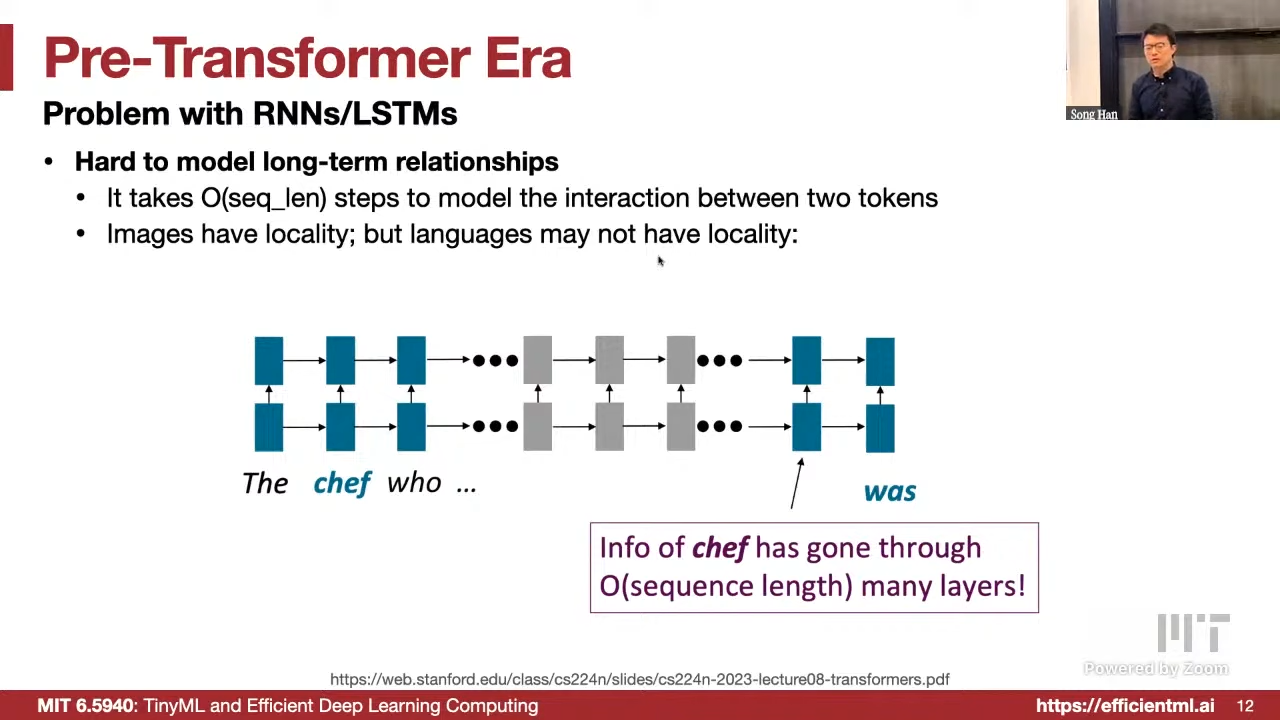 Pre-Transformer Era
Song Han
Problem with RNNs/LSTMs
• Hard to model long-term relationships
• It takes O(seq_len) steps to model the interaction between two tokens
• Images have locality; but languages may not have locality:
The chef who ...
was
Info of chef has gone through
O(sequence length) many layers!
MIT
Powered by Zoom
https://web.stanford.edu/class/cs224n/slides/cs224n-2023-lecture08-transformers.pdf
MIT 6.5940: TinyML and Efficient Deep Learning Computing
https://efficientml.ai 12